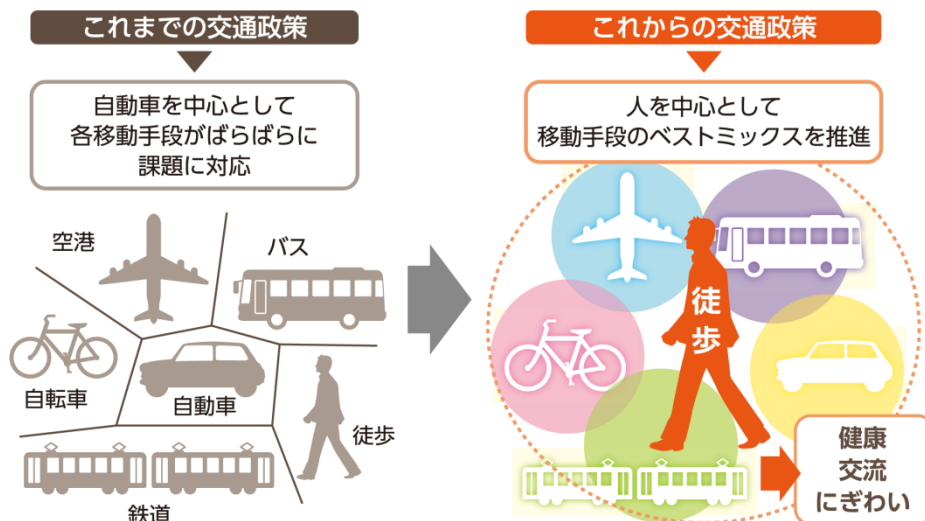 これまでの交通政策
自動車を中心として
各移動手段がばらばらに
課題に対応
空港
バス
自転車
自動車
徒歩
鉄道
これからの交通政策
人を中心として
移動手段のベストミックスを推進
徒歩
健康
交流
にぎわい